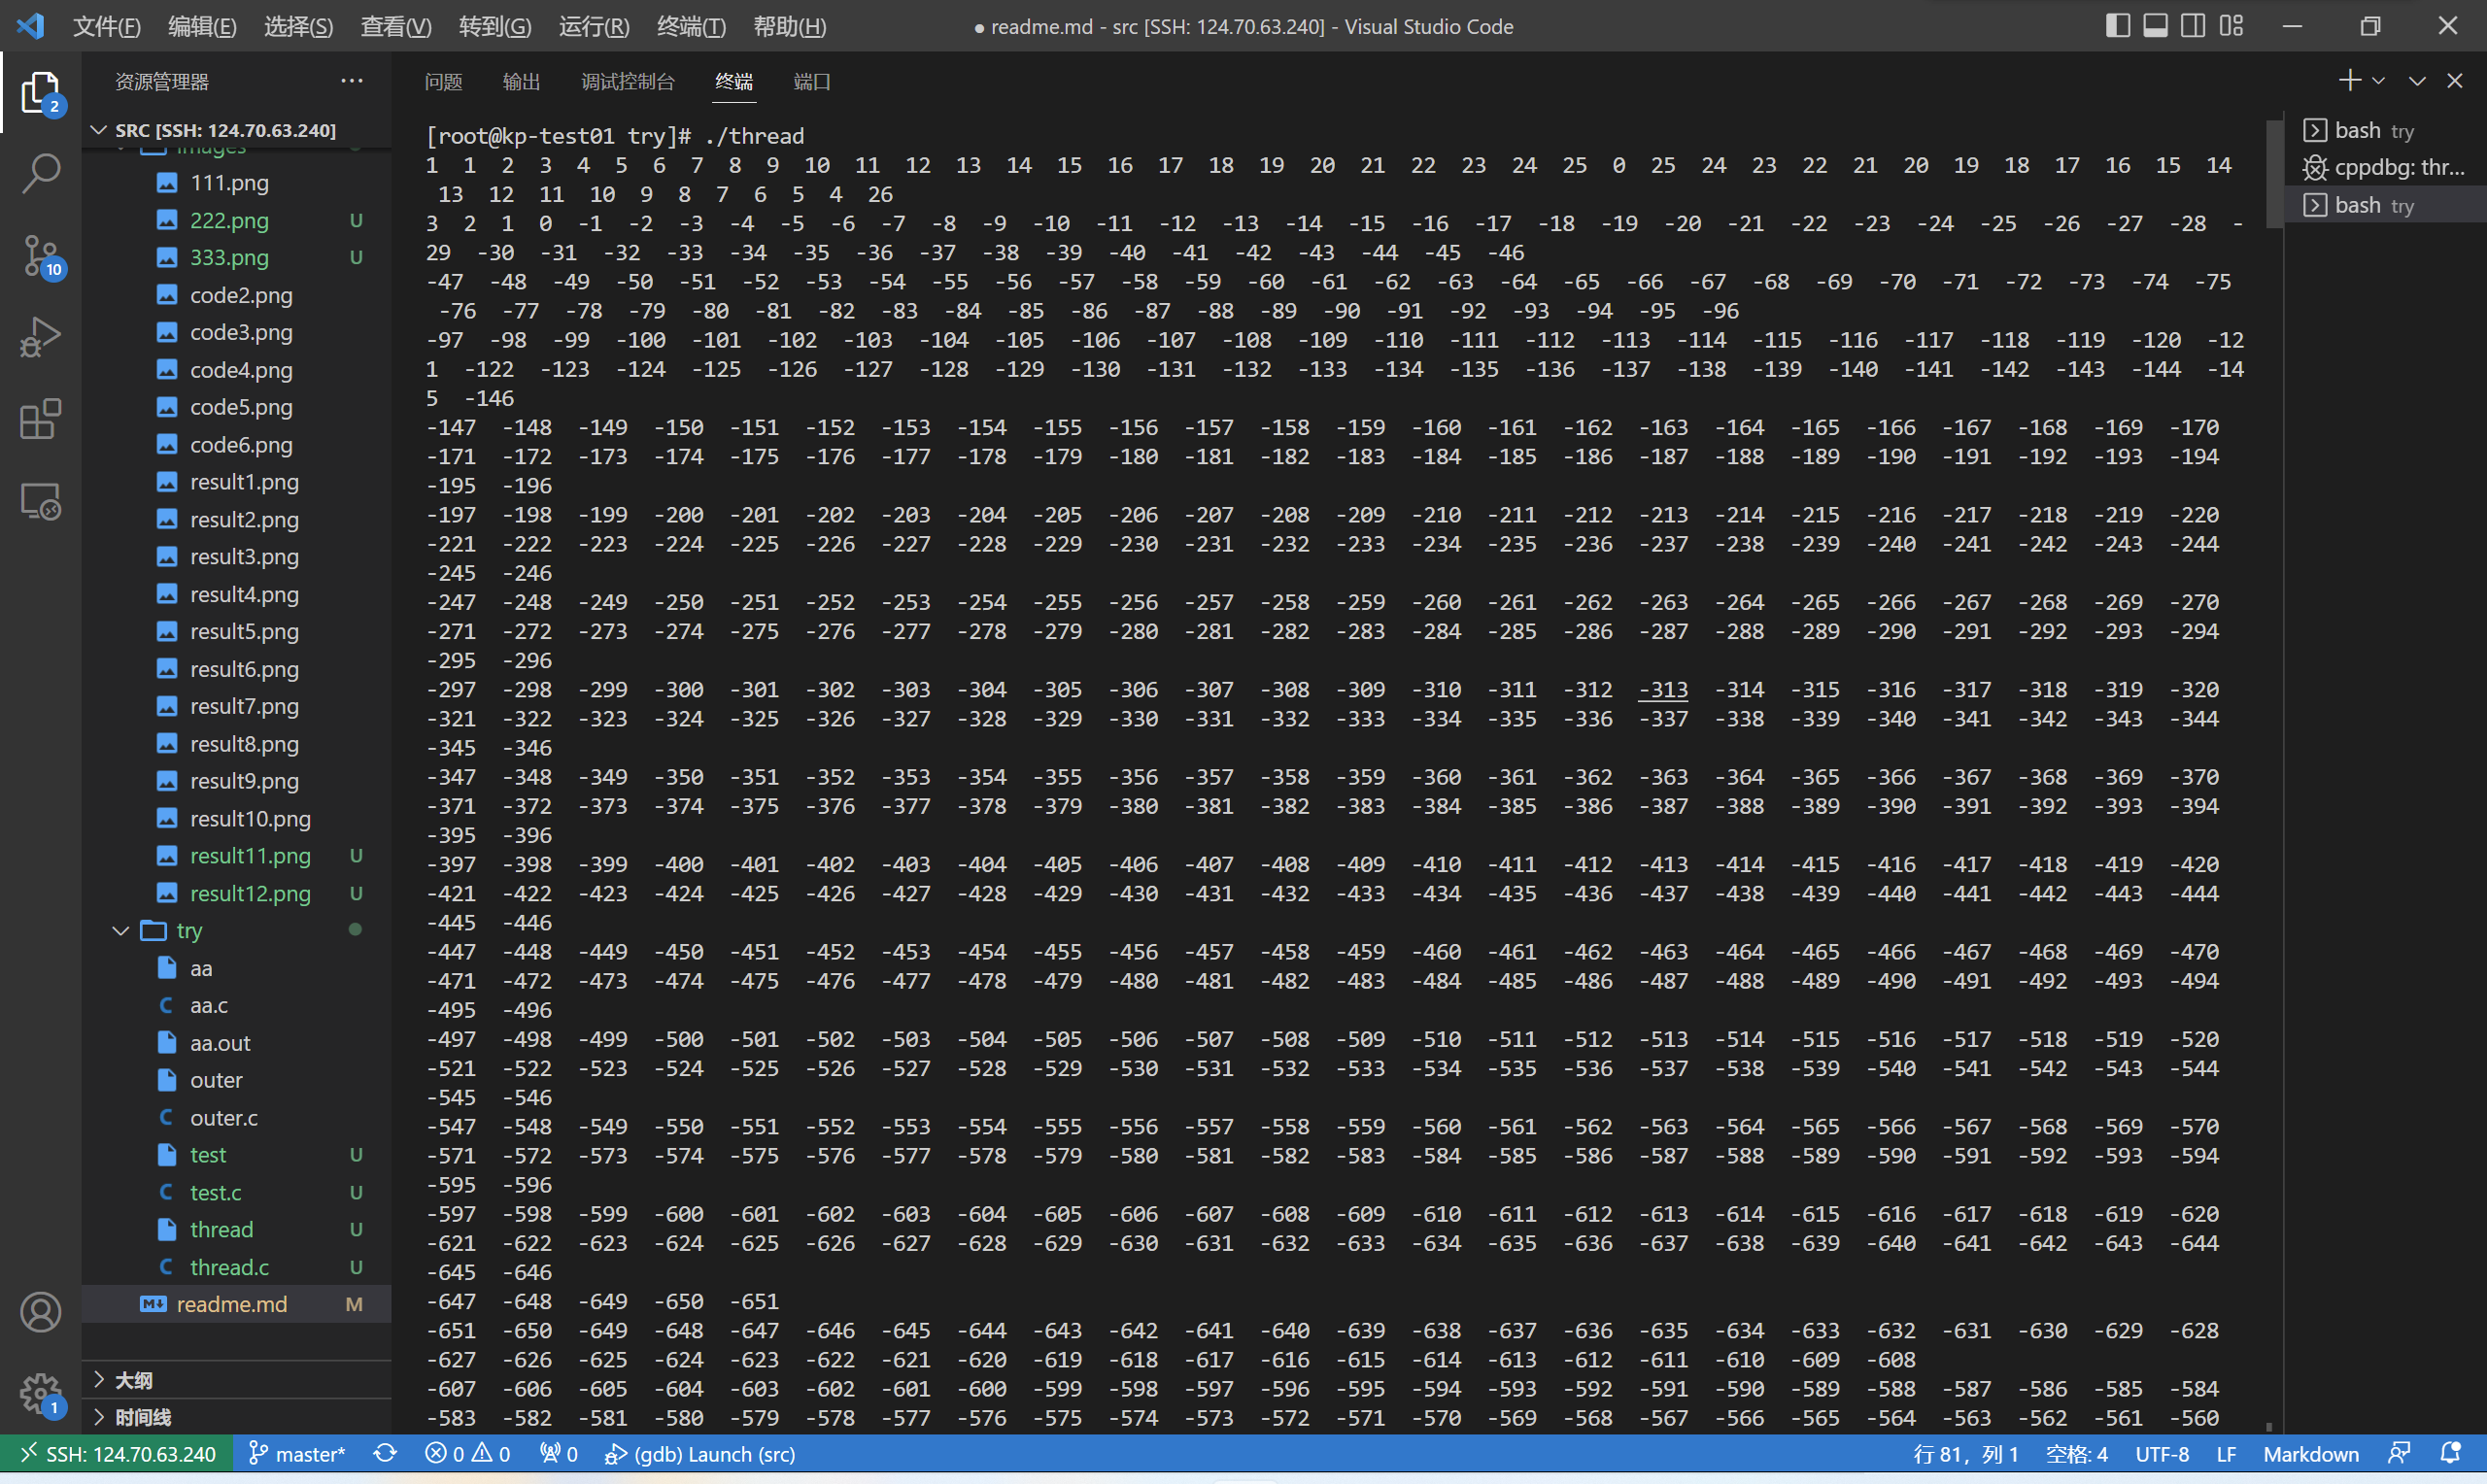 文件(F) 编辑(E) 选择(S) 查看(V) 转到(G) 运行(R) 终端(T) 帮助(H) ● readme.md - src [SSH: 124.70.63.240] - Visual Studio Code
资源管理器 ···
2
SRC [SSH: 124.70.63.240]
images
111.png
222.png U
333.png U
10
code2.png
code3.png
code4.png
code5.png
code6.png
result1.png
result2.png
result3.png
result4.png
result5.png
result6.png
result7.png
result8.png
result9.png
result10.png
result11.png U
result12.png U
try
aa
aa.c
aa.out
outer
outer.c
test U
test.c U
thread U
thread.c U
readme.md M
大纲
1
时间线
问题 输出 调试控制台 终端 端口
[root@kp-test01 try]# ./thread
1 1 2 3 4 5 6 7 8 9 10 11 12 13 14 15 16 17 18 19 20 21 22 23 24 25 0 25 24 23 22 21 20 19 18 17 16 15 14
13 12 11 10 9 8 7 6 5 4 26
3 2 1 0 -1 -2 -3 -4 -5 -6 -7 -8 -9 -10 -11 -12 -13 -14 -15 -16 -17 -18 -19 -20 -21 -22 -23 -24 -25 -26 -27 -28 -
29 -30 -31 -32 -33 -34 -35 -36 -37 -38 -39 -40 -41 -42 -43 -44 -45 -46
-47 -48 -49 -50 -51 -52 -53 -54 -55 -56 -57 -58 -59 -60 -61 -62 -63 -64 -65 -66 -67 -68 -69 -70 -71 -72 -73 -74 -75
-76 -77 -78 -79 -80 -81 -82 -83 -84 -85 -86 -87 -88 -89 -90 -91 -92 -93 -94 -95 -96
-97 -98 -99 -100 -101 -102 -103 -104 -105 -106 -107 -108 -109 -110 -111 -112 -113 -114 -115 -116 -117 -118 -119 -120 -12
1 -122 -123 -124 -125 -126 -127 -128 -129 -130 -131 -132 -133 -134 -135 -136 -137 -138 -139 -140 -141 -142 -143 -144 -14
5 -146
-147 -148 -149 -150 -151 -152 -153 -154 -155 -156 -157 -158 -159 -160 -161 -162 -163 -164 -165 -166 -167 -168 -169 -170
-171 -172 -173 -174 -175 -176 -177 -178 -179 -180 -181 -182 -183 -184 -185 -186 -187 -188 -189 -190 -191 -192 -193 -194
-195 -196
-197 -198 -199 -200 -201 -202 -203 -204 -205 -206 -207 -208 -209 -210 -211 -212 -213 -214 -215 -216 -217 -218 -219 -220
-221 -222 -223 -224 -225 -226 -227 -228 -229 -230 -231 -232 -233 -234 -235 -236 -237 -238 -239 -240 -241 -242 -243 -244
-245 -246
-247 -248 -249 -250 -251 -252 -253 -254 -255 -256 -257 -258 -259 -260 -261 -262 -263 -264 -265 -266 -267 -268 -269 -270
-271 -272 -273 -274 -275 -276 -277 -278 -279 -280 -281 -282 -283 -284 -285 -286 -287 -288 -289 -290 -291 -292 -293 -294
-295 -296
-297 -298 -299 -300 -301 -302 -303 -304 -305 -306 -307 -308 -309 -310 -311 -312 -313 -314 -315 -316 -317 -318 -319 -320
-321 -322 -323 -324 -325 -326 -327 -328 -329 -330 -331 -332 -333 -334 -335 -336 -337 -338 -339 -340 -341 -342 -343 -344
-345 -346
-347 -348 -349 -350 -351 -352 -353 -354 -355 -356 -357 -358 -359 -360 -361 -362 -363 -364 -365 -366 -367 -368 -369 -370
-371 -372 -373 -374 -375 -376 -377 -378 -379 -380 -381 -382 -383 -384 -385 -386 -387 -388 -389 -390 -391 -392 -393 -394
-395 -396
-397 -398 -399 -400 -401 -402 -403 -404 -405 -406 -407 -408 -409 -410 -411 -412 -413 -414 -415 -416 -417 -418 -419 -420
-421 -422 -423 -424 -425 -426 -427 -428 -429 -430 -431 -432 -433 -434 -435 -436 -437 -438 -439 -440 -441 -442 -443 -444
-445 -446
-447 -448 -449 -450 -451 -452 -453 -454 -455 -456 -457 -458 -459 -460 -461 -462 -463 -464 -465 -466 -467 -468 -469 -470
-471 -472 -473 -474 -475 -476 -477 -478 -479 -480 -481 -482 -483 -484 -485 -486 -487 -488 -489 -490 -491 -492 -493 -494
-495 -496
-497 -498 -499 -500 -501 -502 -503 -504 -505 -506 -507 -508 -509 -510 -511 -512 -513 -514 -515 -516 -517 -518 -519 -520
-521 -522 -523 -524 -525 -526 -527 -528 -529 -530 -531 -532 -533 -534 -535 -536 -537 -538 -539 -540 -541 -542 -543 -544
-545 -546
-547 -548 -549 -550 -551 -552 -553 -554 -555 -556 -557 -558 -559 -560 -561 -562 -563 -564 -565 -566 -567 -568 -569 -570
-571 -572 -573 -574 -575 -576 -577 -578 -579 -580 -581 -582 -583 -584 -585 -586 -587 -588 -589 -590 -591 -592 -593 -594
-595 -596
-597 -598 -599 -600 -601 -602 -603 -604 -605 -606 -607 -608 -609 -610 -611 -612 -613 -614 -615 -616 -617 -618 -619 -620
-621 -622 -623 -624 -625 -626 -627 -628 -629 -630 -631 -632 -633 -634 -635 -636 -637 -638 -639 -640 -641 -642 -643 -644
-645 -646
-647 -648 -649 -650 -651
-651 -650 -649 -648 -647 -646 -645 -644 -643 -642 -641 -640 -639 -638 -637 -636 -635 -634 -633 -632 -631 -630 -629 -628
-627 -626 -625 -624 -623 -622 -621 -620 -619 -618 -617 -616 -615 -614 -613 -612 -611 -610 -609 -608
-607 -606 -605 -604 -603 -602 -601 -600 -599 -598 -597 -596 -595 -594 -593 -592 -591 -590 -589 -588 -587 -586 -585 -584
-583 -582 -581 -580 -579 -578 -577 -576 -575 -574 -573 -572 -571 -570 -569 -568 -567 -566 -565 -564 -563 -562 -561 -560
bash try
cppdbg: thr...
bash try
SSH: 124.70.63.240 master* 0 0 0 (gdb) Launch (src) 行 81，列 1 空格: 4 UTF-8 LF Markdown